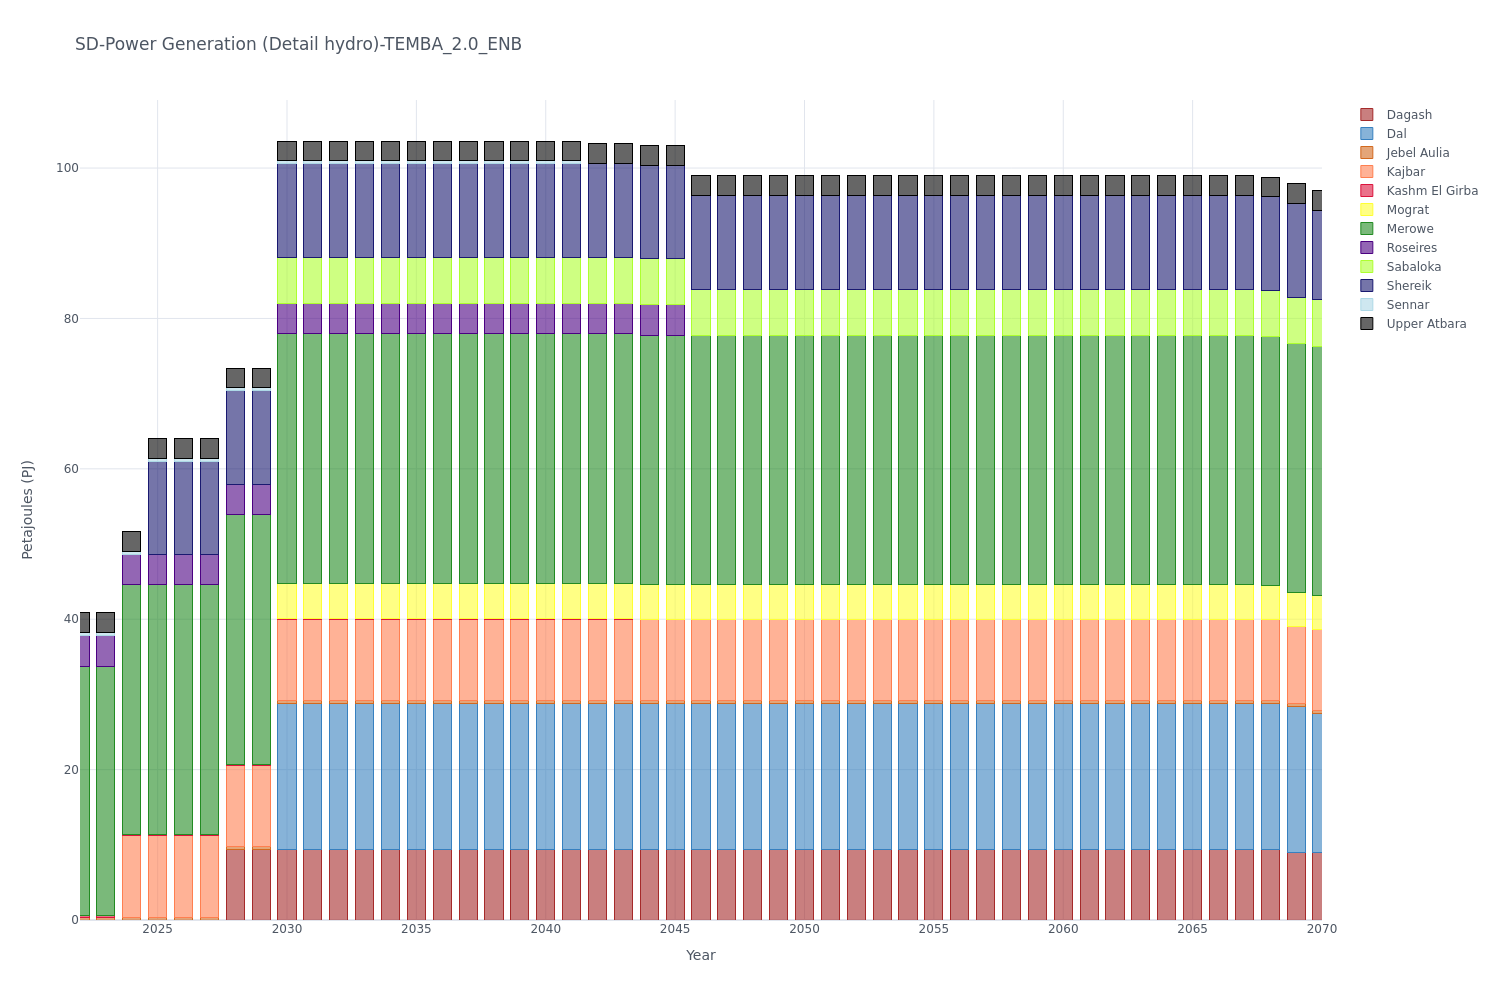 SD-Power Generation (Detail hydro)-TEMBA_2.0_ENB
Dagash
Dal
Jebel Aulia
Kajbar
Kashm El Girba
Mograt
Merowe
Roseires
Sabaloka
Shereik
Sennar
Upper Atbara
Petajoules (PJ)
100
80
60
40
20
0
2025 2030 2035 2040 2045 2050 2055 2060 2065 2070
Year